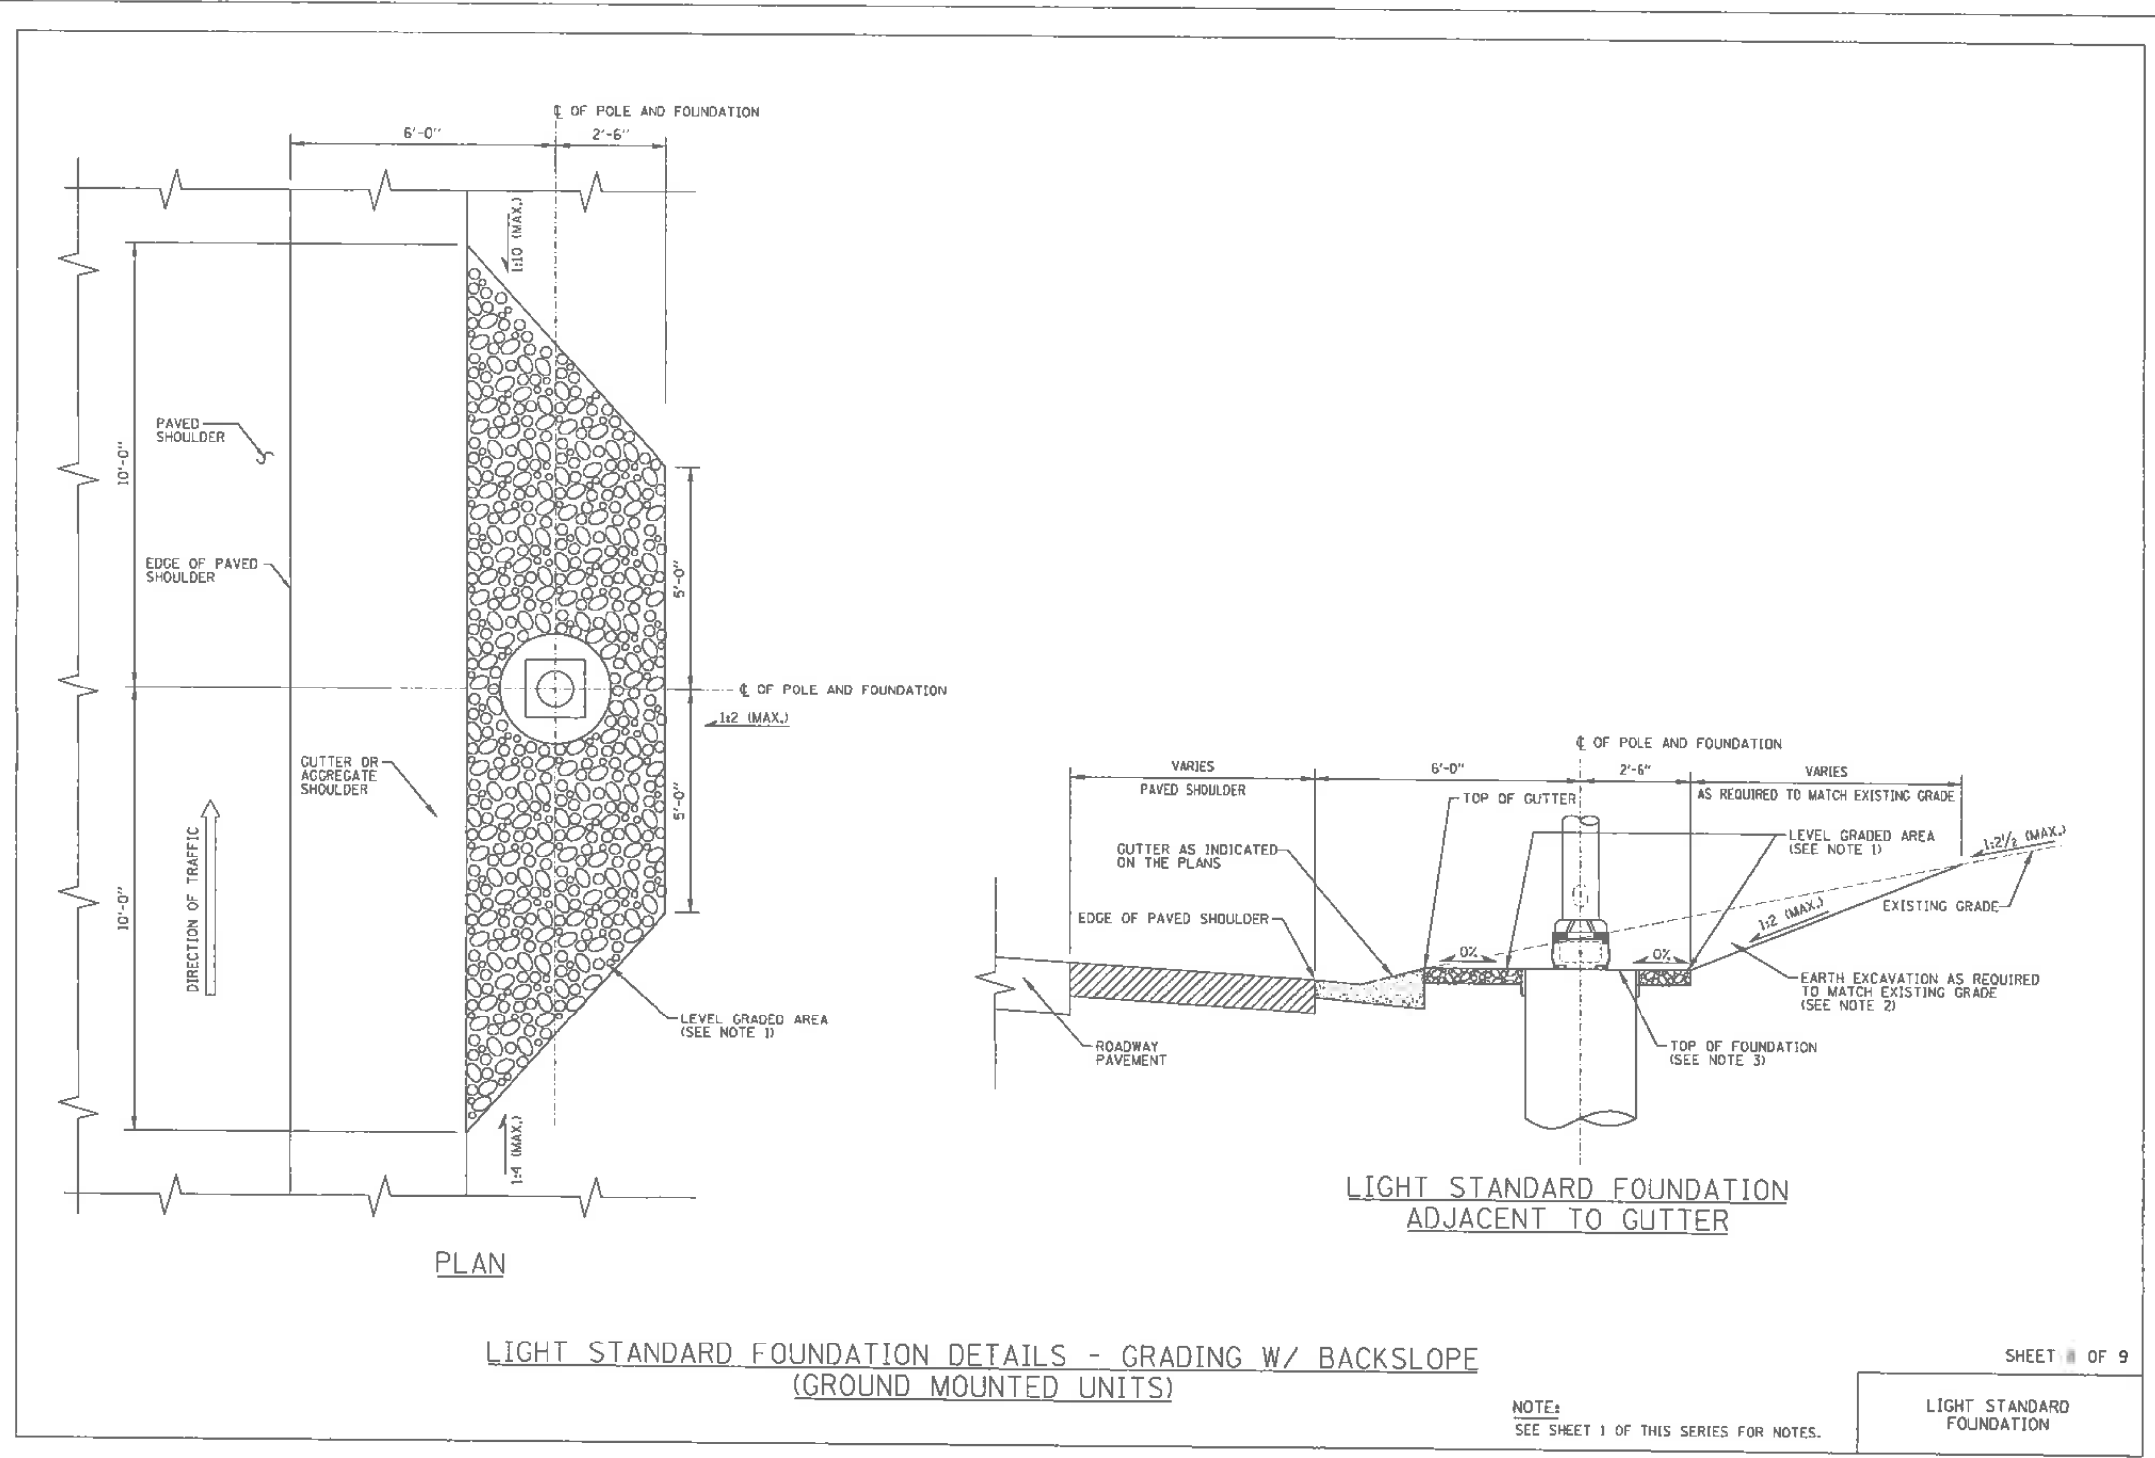 ℄ OF POLE AND FOUNDATION
6'-0"
2'-6"
1:10 (MAX.)
PAVED
SHOULDER
10'-0"
EDGE OF PAVED
SHOULDER
5'-0"
℄ OF POLE AND FOUNDATION
1:2 (MAX.)
GUTTER OR
AGGREGATE
SHOULDER
5'-0"
DIRECTION OF TRAFFIC
10'-0"
LEVEL GRADED AREA
(SEE NOTE 1)
1:4 (MAX.)
PLAN
℄ OF POLE AND FOUNDATION
VARIES
6'-0"
2'-6"
VARIES
PAVED SHOULDER
AS REQUIRED TO MATCH EXISTING GRADE
TOP OF GUTTER
LEVEL GRADED AREA
(SEE NOTE 1)
1:2½ (MAX.)
GUTTER AS INDICATED
ON THE PLANS
EXISTING GRADE
EDGE OF PAVED SHOULDER
1:2 (MAX.)
0%
0%
EARTH EXCAVATION AS REQUIRED
TO MATCH EXISTING GRADE
(SEE NOTE 2)
ROADWAY
PAVEMENT
TOP OF FOUNDATION
(SEE NOTE 3)
LIGHT STANDARD FOUNDATION
ADJACENT TO GUTTER
LIGHT STANDARD FOUNDATION DETAILS - GRADING W/ BACKSLOPE
(GROUND MOUNTED UNITS)
SHEET OF 9
NOTE:
SEE SHEET 1 OF THIS SERIES FOR NOTES.
LIGHT STANDARD
FOUNDATION